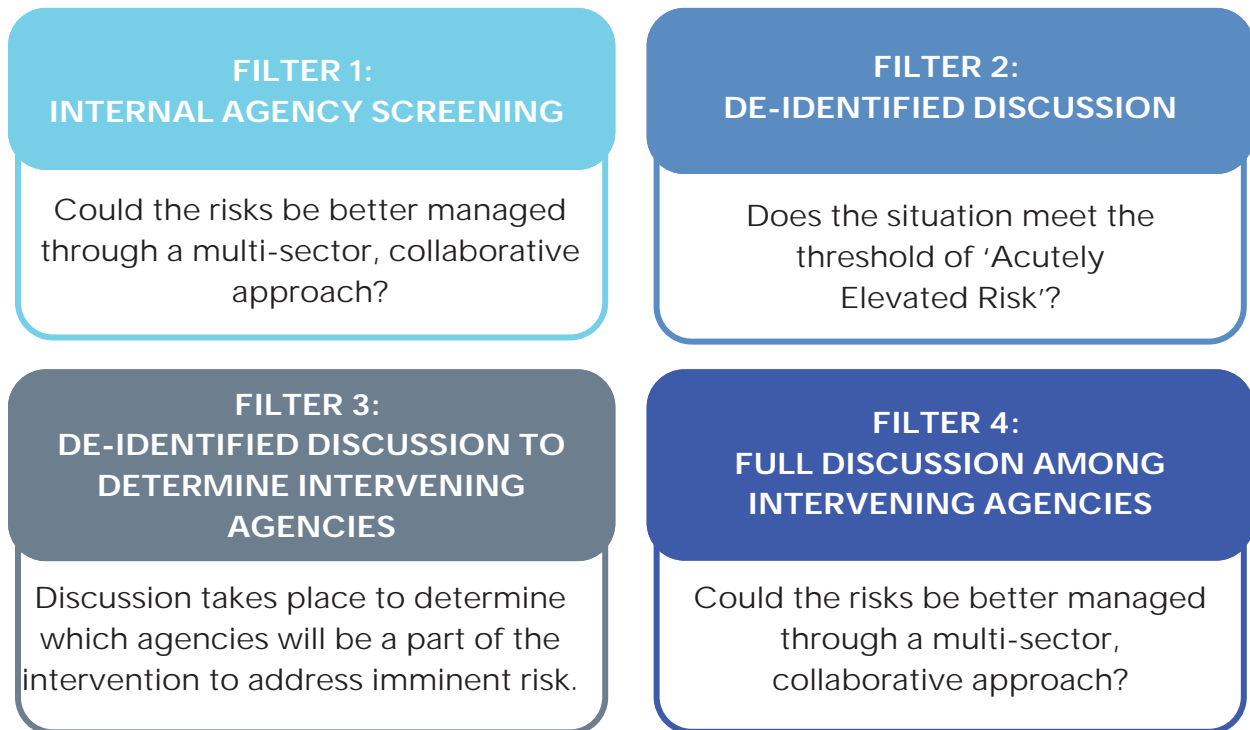 FILTER 1:
INTERNAL AGENCY SCREENING
Could the risks be better managed
through a multi-sector, collaborative
approach?
FILTER 2:
DE-IDENTIFIED DISCUSSION
Does the situation meet the
threshold of ‘Acutely
Elevated Risk’?
FILTER 3:
DE-IDENTIFIED DISCUSSION TO
DETERMINE INTERVENING
AGENCIES
Discussion takes place to determine
which agencies will be a part of the
intervention to address imminent risk.
FILTER 4:
FULL DISCUSSION AMONG
INTERVENING AGENCIES
Could the risks be better managed
through a multi-sector,
collaborative approach?